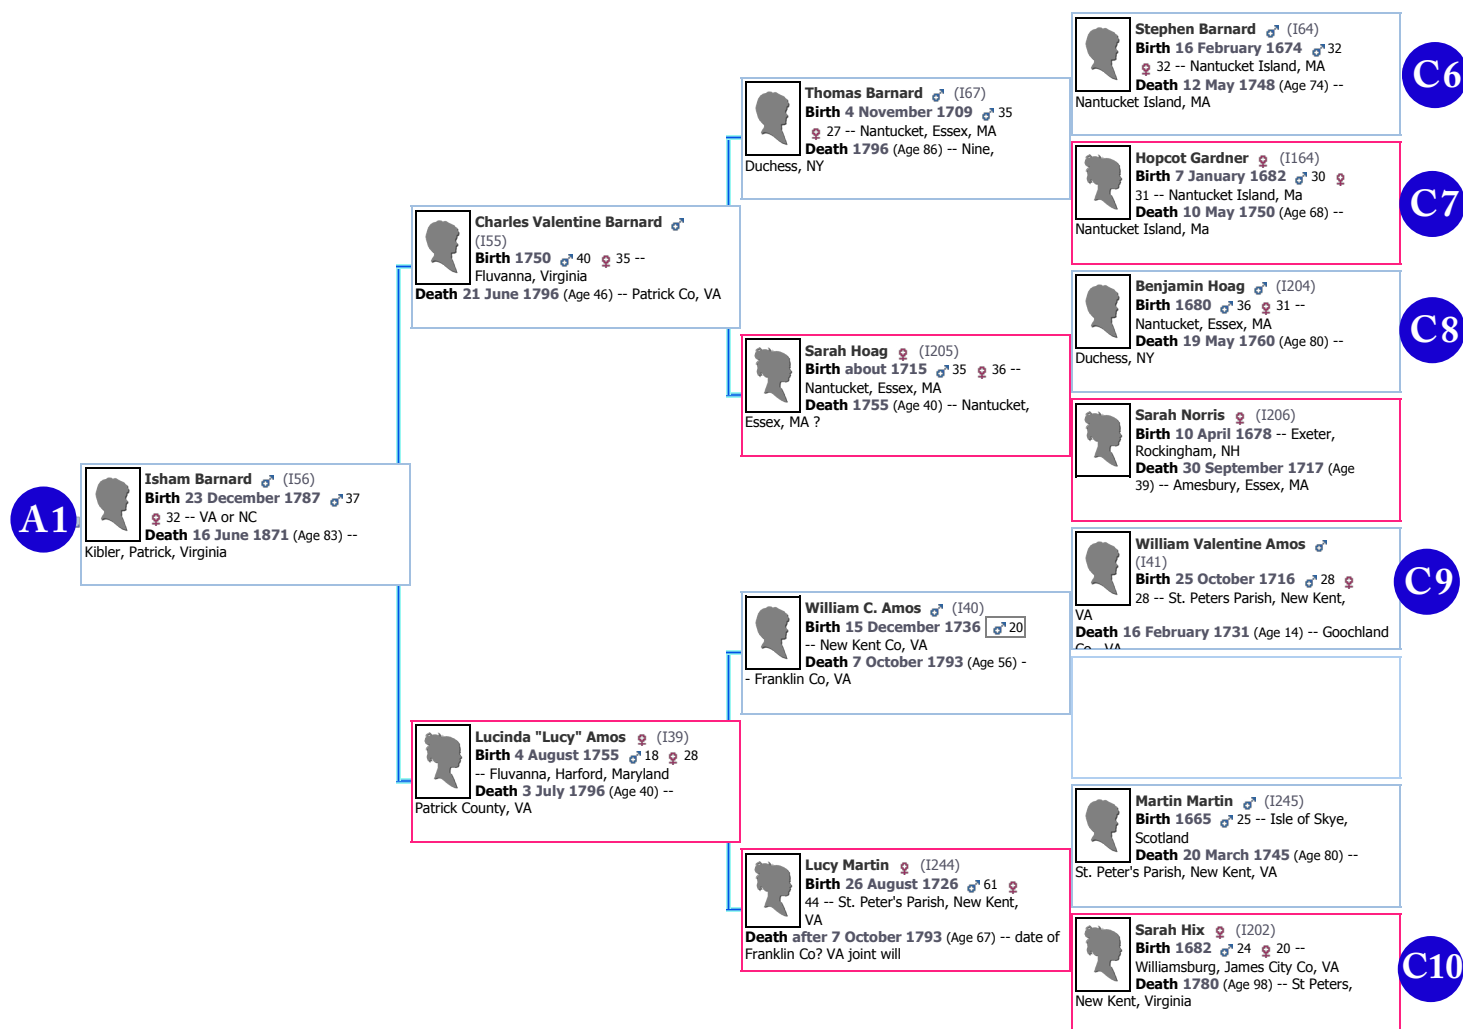 Stephen Barnard ♂ (I64)
Birth 16 February 1674 ♂ 32
♀ 32 -- Nantucket Island, MA
Death 12 May 1748 (Age 74) --
Nantucket Island, MA
C6
Thomas Barnard ♂ (I67)
Birth 4 November 1709 ♂ 35
♀ 27 -- Nantucket, Essex, MA
Death 1796 (Age 86) -- Nine,
Duchess, NY
Hopcot Gardner ♀ (I164)
Birth 7 January 1682 ♂ 30 ♀
31 -- Nantucket Island, Ma
Death 10 May 1750 (Age 68) --
Nantucket Island, Ma
C7
Charles Valentine Barnard ♂
(I55)
Birth 1750 ♂ 40 ♀ 35 --
Fluvanna, Virginia
Death 21 June 1796 (Age 46) -- Patrick Co, VA
Benjamin Hoag ♂ (I204)
Birth 1680 ♂ 36 ♀ 31 --
Nantucket, Essex, MA
Death 19 May 1760 (Age 80) --
Duchess, NY
C8
Sarah Hoag ♀ (I205)
Birth about 1715 ♂ 35 ♀ 36 --
Nantucket, Essex, MA
Death 1755 (Age 40) -- Nantucket,
Essex, MA ?
Sarah Norris ♀ (I206)
Birth 10 April 1678 -- Exeter,
Rockingham, NH
Death 30 September 1717 (Age
39) -- Amesbury, Essex, MA
A1
Isham Barnard ♂ (I56)
Birth 23 December 1787 ♂ 37
♀ 32 -- VA or NC
Death 16 June 1871 (Age 83) --
Kibler, Patrick, Virginia
William Valentine Amos ♂
(I41)
Birth 25 October 1716 ♂ 28 ♀
28 -- St. Peters Parish, New Kent,
VA
Death 16 February 1731 (Age 14) -- Goochland
Co., VA
C9
William C. Amos ♂ (I40)
Birth 15 December 1736 ♂ 20
-- New Kent Co, VA
Death 7 October 1793 (Age 56) -
- Franklin Co, VA
Lucinda "Lucy" Amos ♀ (I39)
Birth 4 August 1755 ♂ 18 ♀ 28
-- Fluvanna, Harford, Maryland
Death 3 July 1796 (Age 40) --
Patrick County, VA
Martin Martin ♂ (I245)
Birth 1665 ♂ 25 -- Isle of Skye,
Scotland
Death 20 March 1745 (Age 80) --
St. Peter's Parish, New Kent, VA
Lucy Martin ♀ (I244)
Birth 26 August 1726 ♂ 61 ♀
44 -- St. Peter's Parish, New Kent,
VA
Death after 7 October 1793 (Age 67) -- date of
Franklin Co? VA joint will
Sarah Hix ♀ (I202)
Birth 1682 ♂ 24 ♀ 20 --
Williamsburg, James City Co, VA
Death 1780 (Age 98) -- St Peters,
New Kent, Virginia
C10